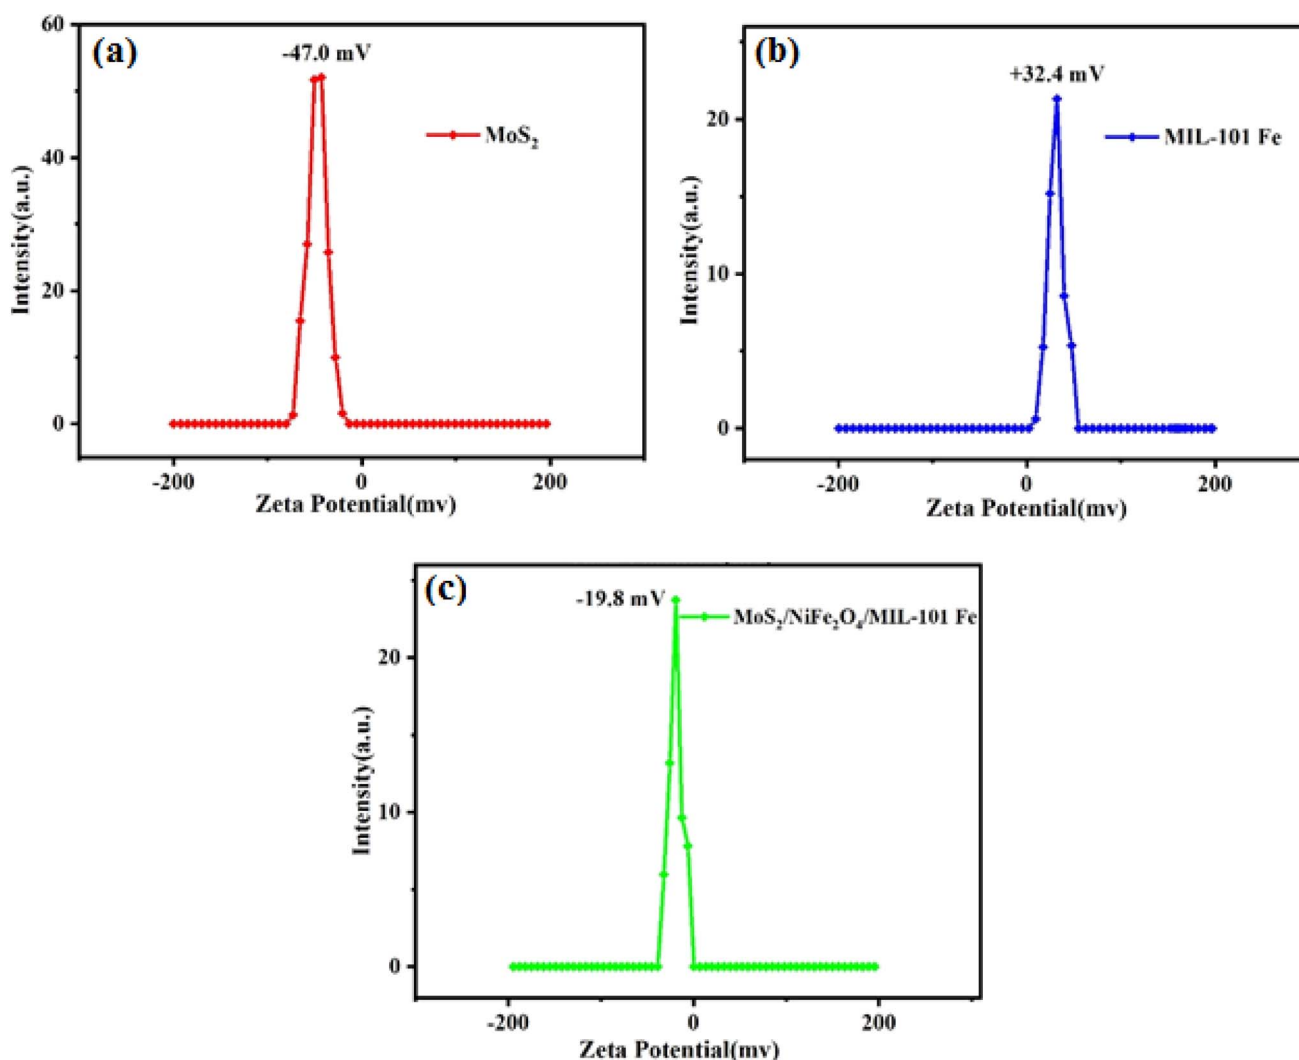 (a)
-47.0 mV
MoS₂
Intensity(a.u.)
60
40
20
0
-200 0 200
Zeta Potential(mv)
(b)
+32.4 mV
MIL-101 Fe
Intensity(a.u.)
20
10
0
-200 0 200
Zeta Potential(mv)
(c)
-19.8 mV
MoS₂/NiFe₂O₄/MIL-101 Fe
Intensity(a.u.)
20
10
0
-200 0 200
Zeta Potential(mv)